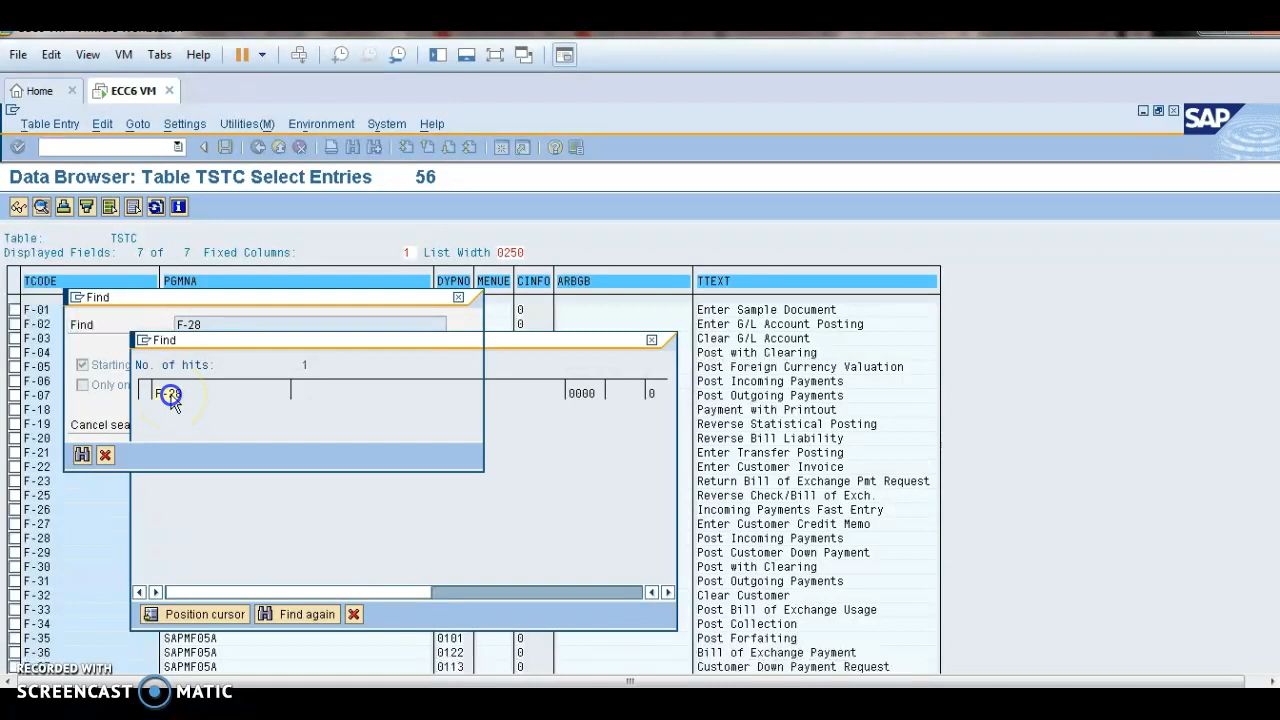 File Edit View VM Tabs Help
Home ECC6 VM
Table Entry Edit Goto Settings Utilities(M) Environment System Help
SAP
Data Browser: Table TSTC Select Entries 56
Table: TSTC
Displayed Fields: 7 of 7 Fixed Columns: 1 List Width 0250
TCODE PGMNA DYPNO MENUE CINFO ARBGB TTEXT
F-01 0 Enter Sample Document
F-02 0 Enter G/L Account Posting
F-03 Clear G/L Account
F-04 Post with Clearing
F-05 Post Foreign Currency Valuation
F-06 Post Incoming Payments
F-07 Post Outgoing Payments
F-18 Payment with Printout
F-19 Reverse Statistical Posting
F-20 Reverse Bill Liability
F-21 Enter Transfer Posting
F-22 Enter Customer Invoice
F-23 Return Bill of Exchange Pmt Request
F-25 Reverse Check/Bill of Exch.
F-26 Incoming Payments Fast Entry
F-27 Enter Customer Credit Memo
F-28 Post Incoming Payments
F-29 Post Customer Down Payment
F-30 Post with Clearing
F-31 Post Outgoing Payments
F-32 Clear Customer
F-33 Post Bill of Exchange Usage
F-34 Post Collection
F-35 SAPMF05A 0101 0 Post Forfaiting
F-36 SAPMF05A 0122 0 Bill of Exchange Payment
SAPMF05A 0113 0 Customer Down Payment Request
Find
Find F-28
Starting
Only on
Cancel sea
Find
No. of hits: 1
F-28 0000 0
Position cursor Find again
RECORDED WITH
SCREENCAST MATIC